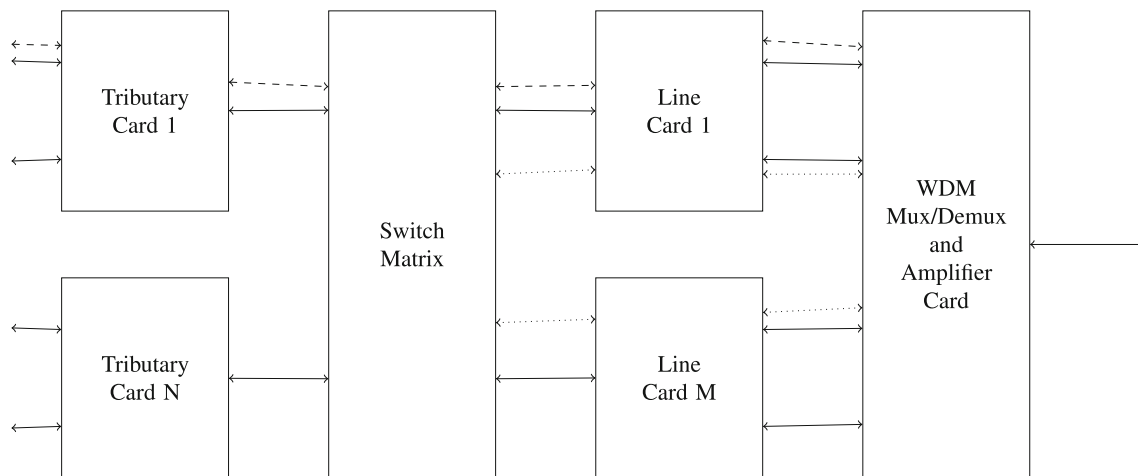 Tributary
Card 1
Switch
Matrix
Line
Card 1
WDM
Mux/Demux
and
Amplifier
Card
Tributary
Card N
Line
Card M